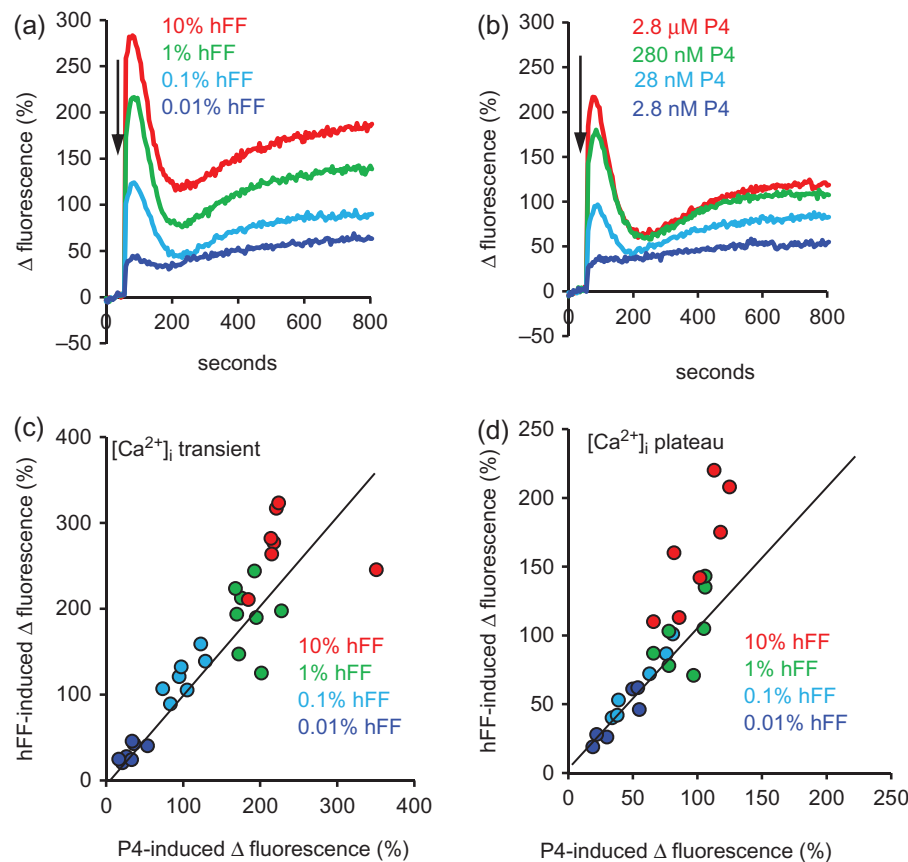 (a)
10% hFF
1% hFF
0.1% hFF
0.01% hFF
Δ fluorescence (%)
300
250
200
150
100
50
0
–50
0
200
400
600
800
seconds
(b)
2.8 μM P4
280 nM P4
28 nM P4
2.8 nM P4
Δ fluorescence (%)
300
250
200
150
100
50
0
–50
0
200
400
600
800
seconds
(c)
[Ca²⁺]ᵢ transient
hFF-induced Δ fluorescence (%)
400
300
200
100
0
10% hFF
1% hFF
0.1% hFF
0.01% hFF
0
100
200
300
400
P4-induced Δ fluorescence (%)
(d)
[Ca²⁺]ᵢ plateau
hFF-induced Δ fluorescence (%)
250
200
150
100
50
0
10% hFF
1% hFF
0.1% hFF
0.01% hFF
0
50
100
150
200
250
P4-induced Δ fluorescence (%)